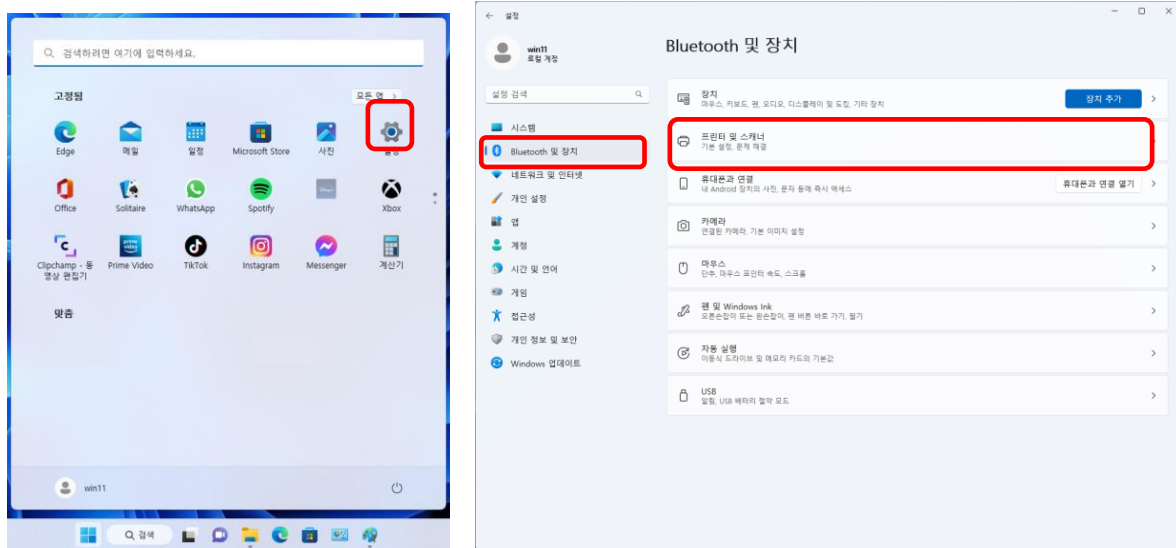 검색하려면 여기에 입력하세요.
고정됨
모든 앱 >
Edge
메일
일정
Microsoft Store
사진
설정
Office
Solitaire
WhatsApp
Spotify
Xbox
Clipchamp - 동
영상 편집기
prime video
Prime Video
TikTok
Instagram
Messenger
계산기
맞춤
win11
검색
설정
win11
로컬 계정
설정 검색
시스템
Bluetooth 및 장치
네트워크 및 인터넷
개인 설정
앱
계정
시간 및 언어
게임
접근성
개인 정보 및 보안
Windows 업데이트
Bluetooth 및 장치
장치
마우스, 키보드, 펜, 오디오, 디스플레이 및 도킹, 기타 장치
장치 추가
프린터 및 스캐너
기본 설정, 문제 해결
휴대폰과 연결
내 Android 장치의 사진, 문자 등에 즉시 액세스
휴대폰과 연결 열기
카메라
연결된 카메라, 기본 이미지 설정
마우스
단추, 마우스 포인터 속도, 스크롤
펜 및 Windows Ink
오른손잡이 또는 왼손잡이, 펜 버튼 바로 가기, 필기
자동 실행
이동식 드라이브 및 메모리 카드의 기본값
USB
알림, USB 배터리 절약 모드